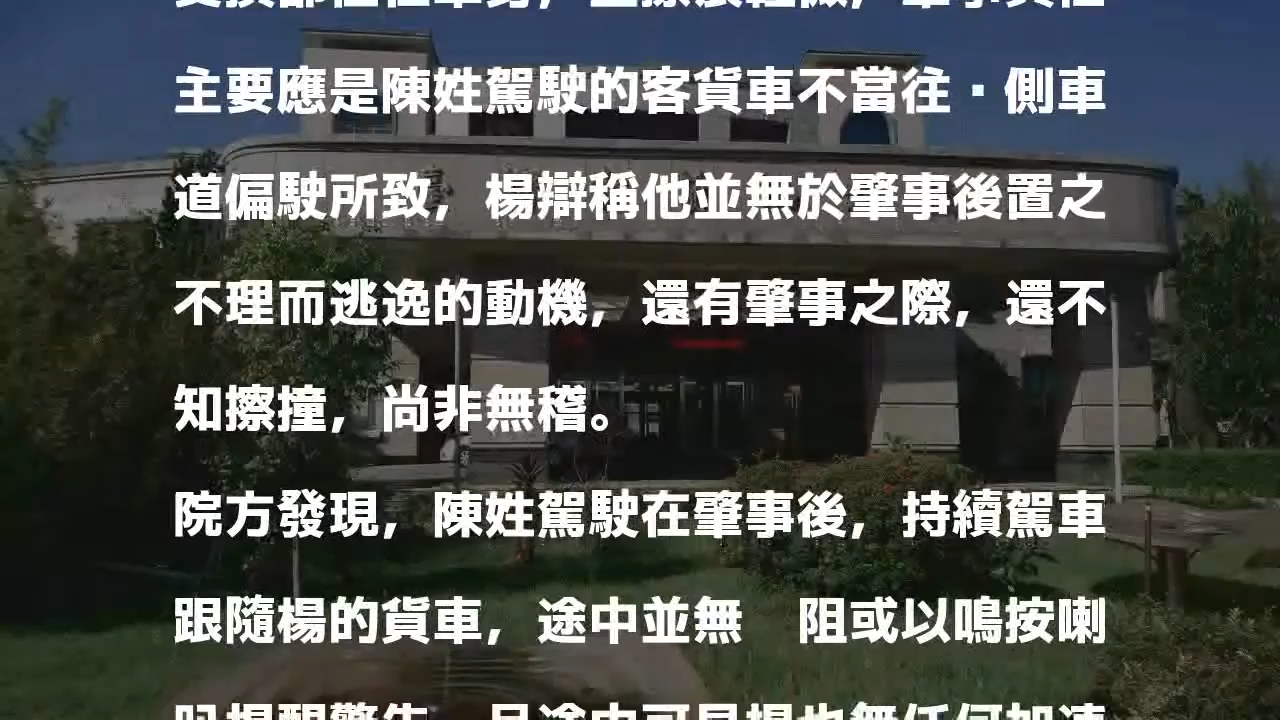 主要應是陳姓駕駛的客貨車不當往▪側車
道偏駛所致，楊辯稱他並無於肇事後置之
不理而逃逸的動機，還有肇事之際，還不
知擦撞，尚非無稽。
院方發現，陳姓駕駛在肇事後，持續駕車
跟隨楊的貨車，途中並無　阻或以鳴按喇